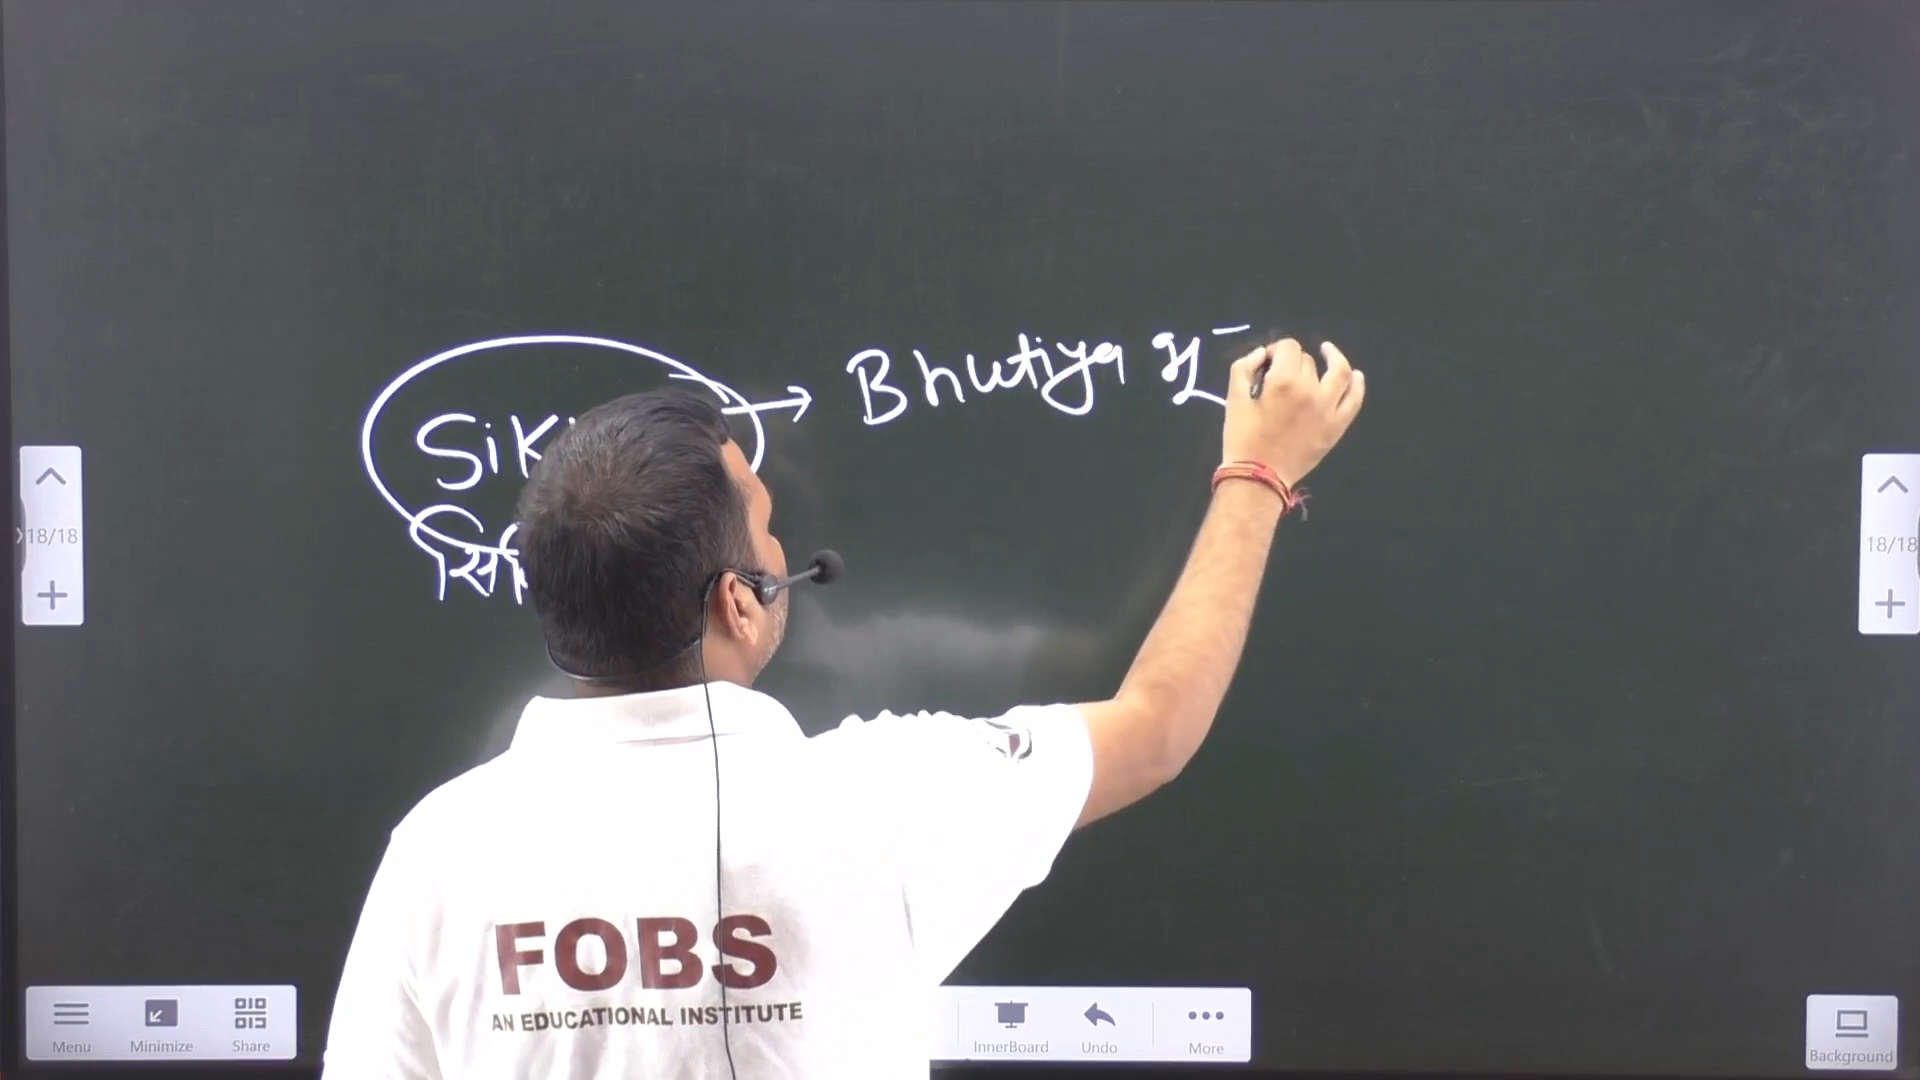 Bhutiya भू
18/18
18/18
FOBS
AN EDUCATIONAL INSTITUTE
Menu
Minimize
Share
InnerBoard
Undo
More
Background